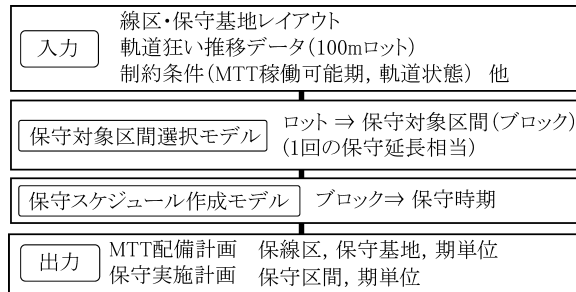 入力
線区・保守基地レイアウト
軌道狂い推移データ(100mロット)
制約条件(MTT稼働可能期, 軌道状態) 他
保守対象区間選択モデル
ロット ⇒ 保守対象区間(ブロック)
(1回の保守延長相当)
保守スケジュール作成モデル
ブロック⇒ 保守時期
出力
MTT配備計画 保線区, 保守基地, 期単位
保守実施計画 保守区間, 期単位